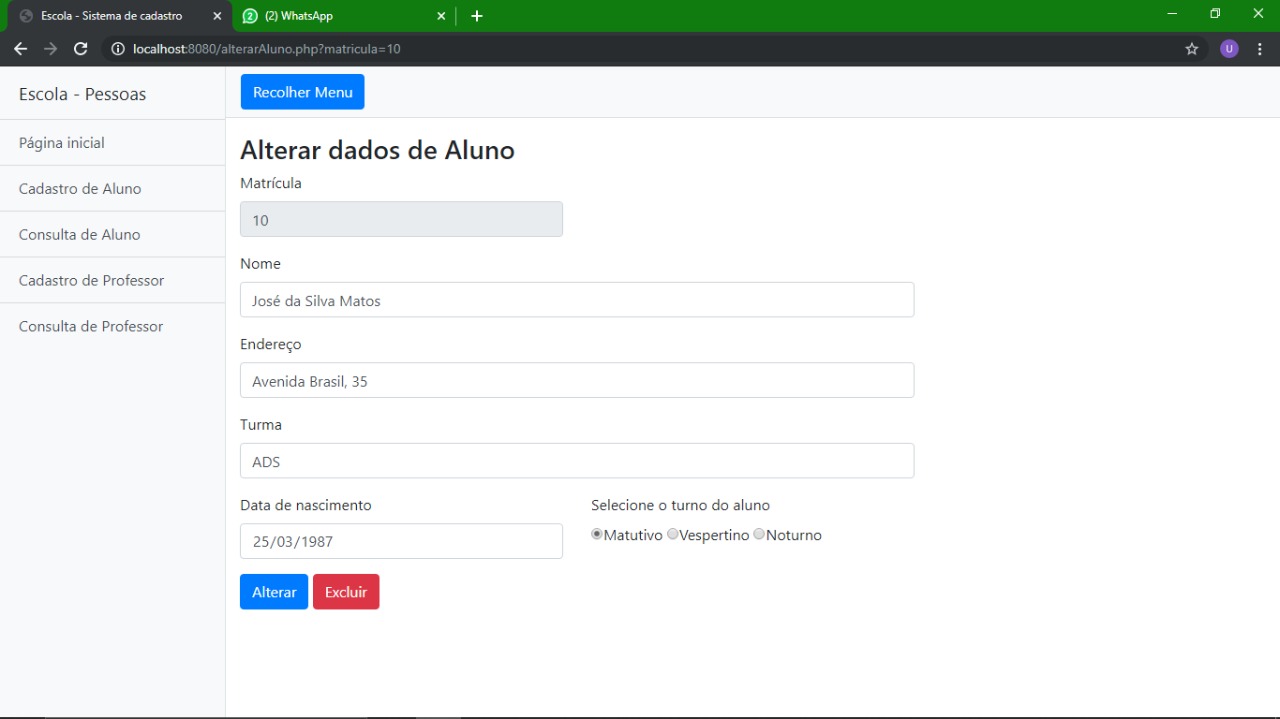 Escola - Sistema de cadastro
2 (2) WhatsApp
localhost:8080/alterarAluno.php?matricula=10
U
Escola - Pessoas
Página inicial
Cadastro de Aluno
Consulta de Aluno
Cadastro de Professor
Consulta de Professor
Recolher Menu
Alterar dados de Aluno
Matrícula
10
Nome
José da Silva Matos
Endereço
Avenida Brasil, 35
Turma
ADS
Data de nascimento
25/03/1987
Selecione o turno do aluno
Matutivo Vespertino Noturno
Alterar Excluir